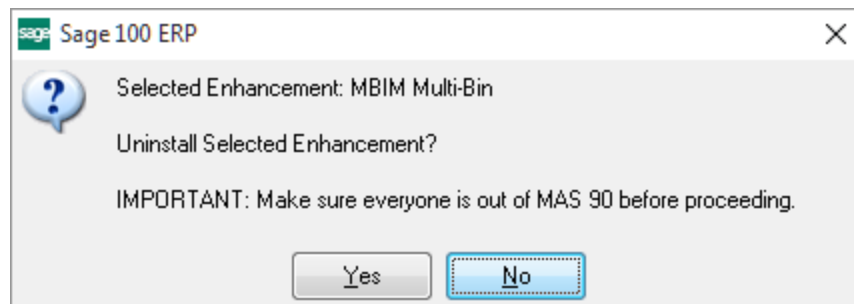 sage Sage 100 ERP
Selected Enhancement: MBIM Multi-Bin
Uninstall Selected Enhancement?
IMPORTANT: Make sure everyone is out of MAS 90 before proceeding.
Yes No